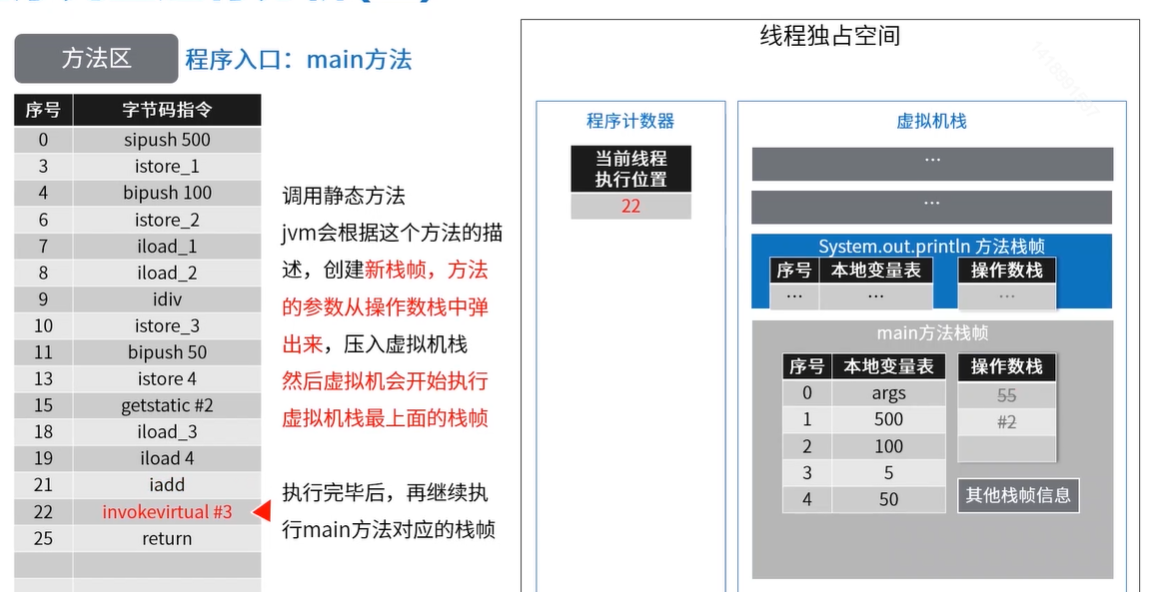 方法区
程序入口：main方法
序号 字节码指令
0 sipush 500
3 istore_1
4 bipush 100
6 istore_2
7 iload_1
8 iload_2
9 idiv
10 istore_3
11 bipush 50
13 istore 4
15 getstatic #2
18 iload_3
19 iload 4
21 iadd
22 invokevirtual #3
25 return
调用静态方法
jvm会根据这个方法的描
述，创建新栈帧，方法
的参数从操作数栈中弹
出来，压入虚拟机栈
然后虚拟机会开始执行
虚拟机栈最上面的栈帧
执行完毕后，再继续执
行main方法对应的栈帧
线程独占空间
程序计数器
当前线程
执行位置
22
虚拟机栈
...
...
System.out.println 方法栈帧
序号 本地变量表 操作数栈
... ... ...
main方法栈帧
序号 本地变量表 操作数栈
0 args 55
1 500 #2
2 100
3 5
4 50
其他栈帧信息